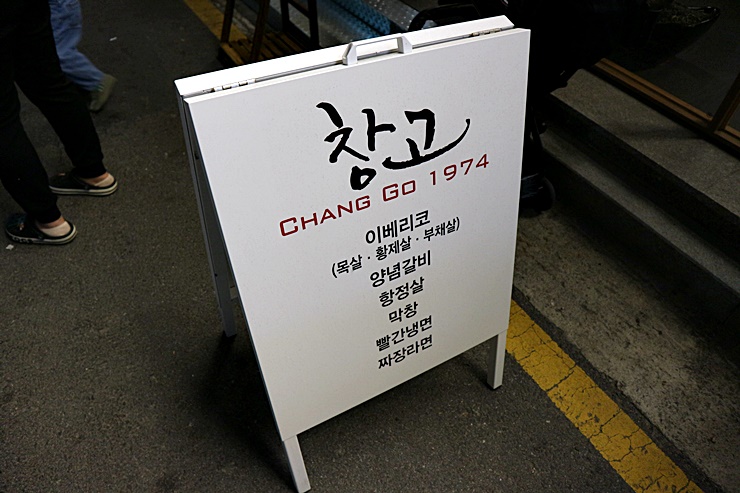 창고
CHANG GO 1974
이베리코
(목살 · 황제살 · 부채살)
양념갈비
항정살
막창
빨간냉면
짜장라면